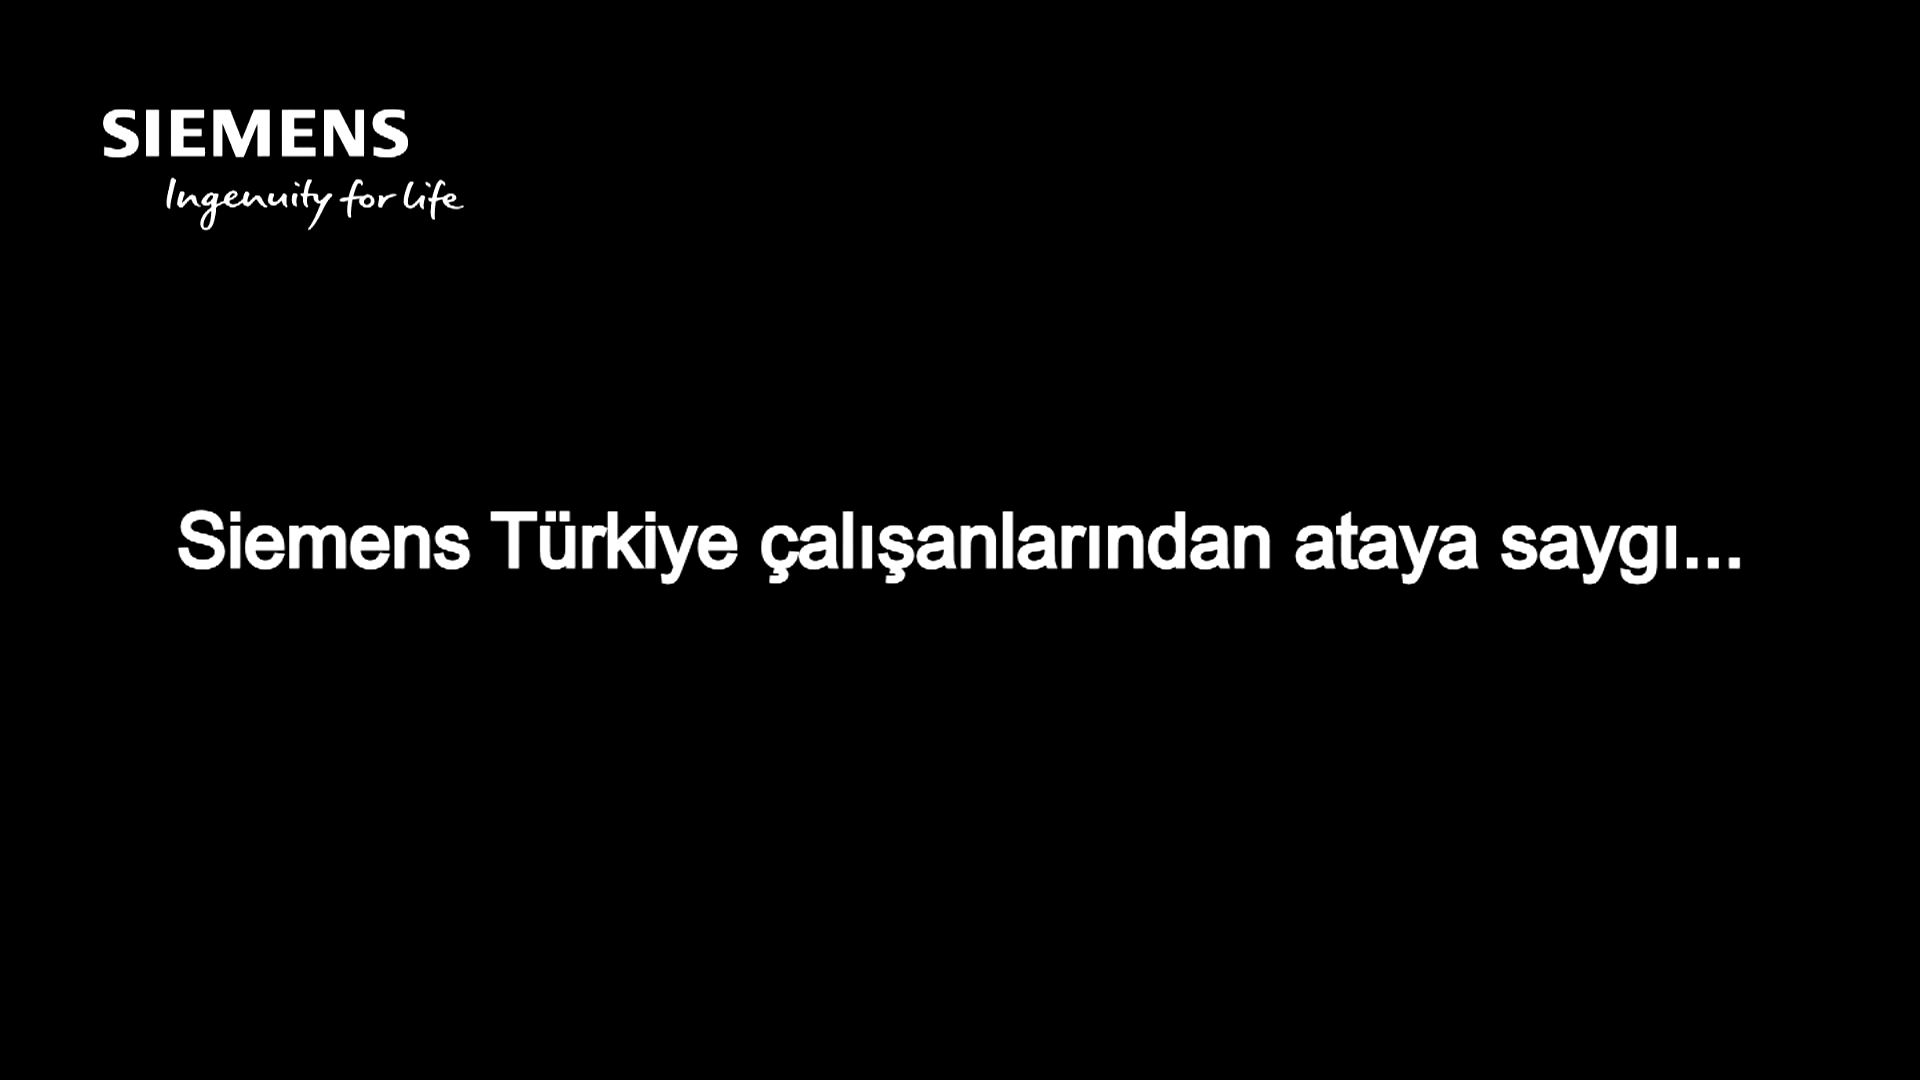 SIEMENS
Ingenuity for life
Siemens Türkiye çalışanlarından ataya saygı...